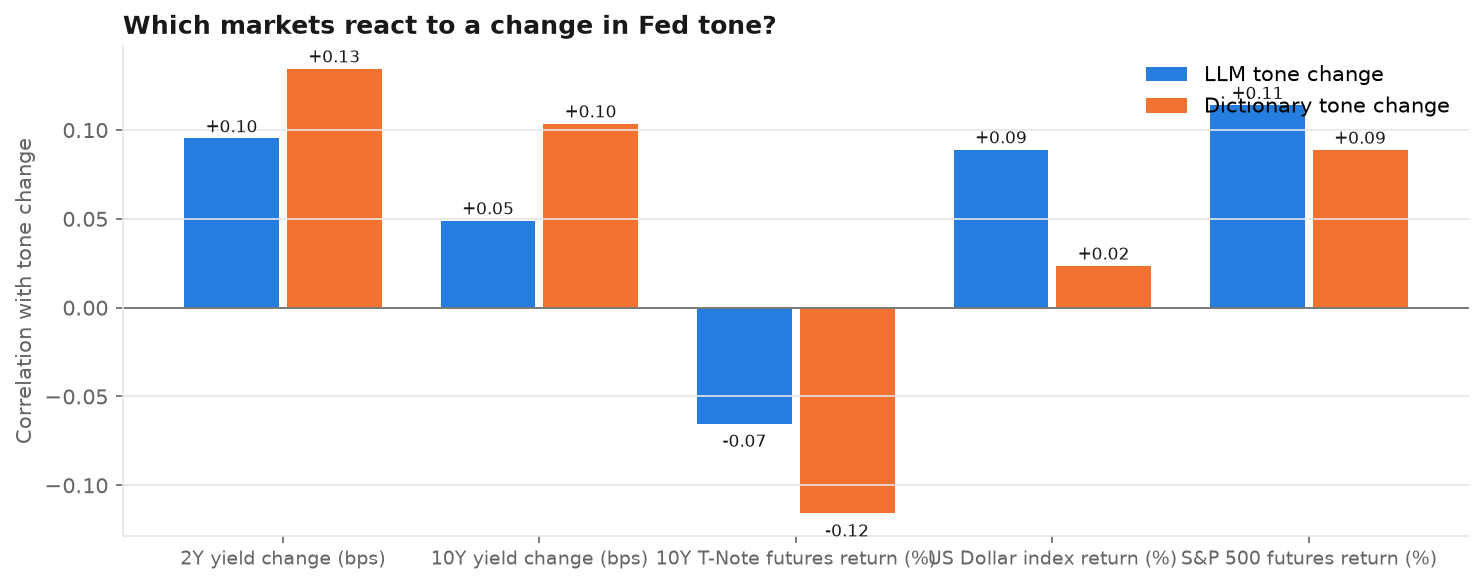 Which markets react to a change in Fed tone?
LLM tone change
Dictionary tone change
Correlation with tone change
0.10
0.05
0.00
−0.05
−0.10
+0.10
+0.13
+0.05
+0.10
-0.07
-0.12
+0.09
+0.02
+0.11
+0.09
2Y yield change (bps)
10Y yield change (bps)
10Y T-Note futures return (%)
US Dollar index return (%)
S&P 500 futures return (%)